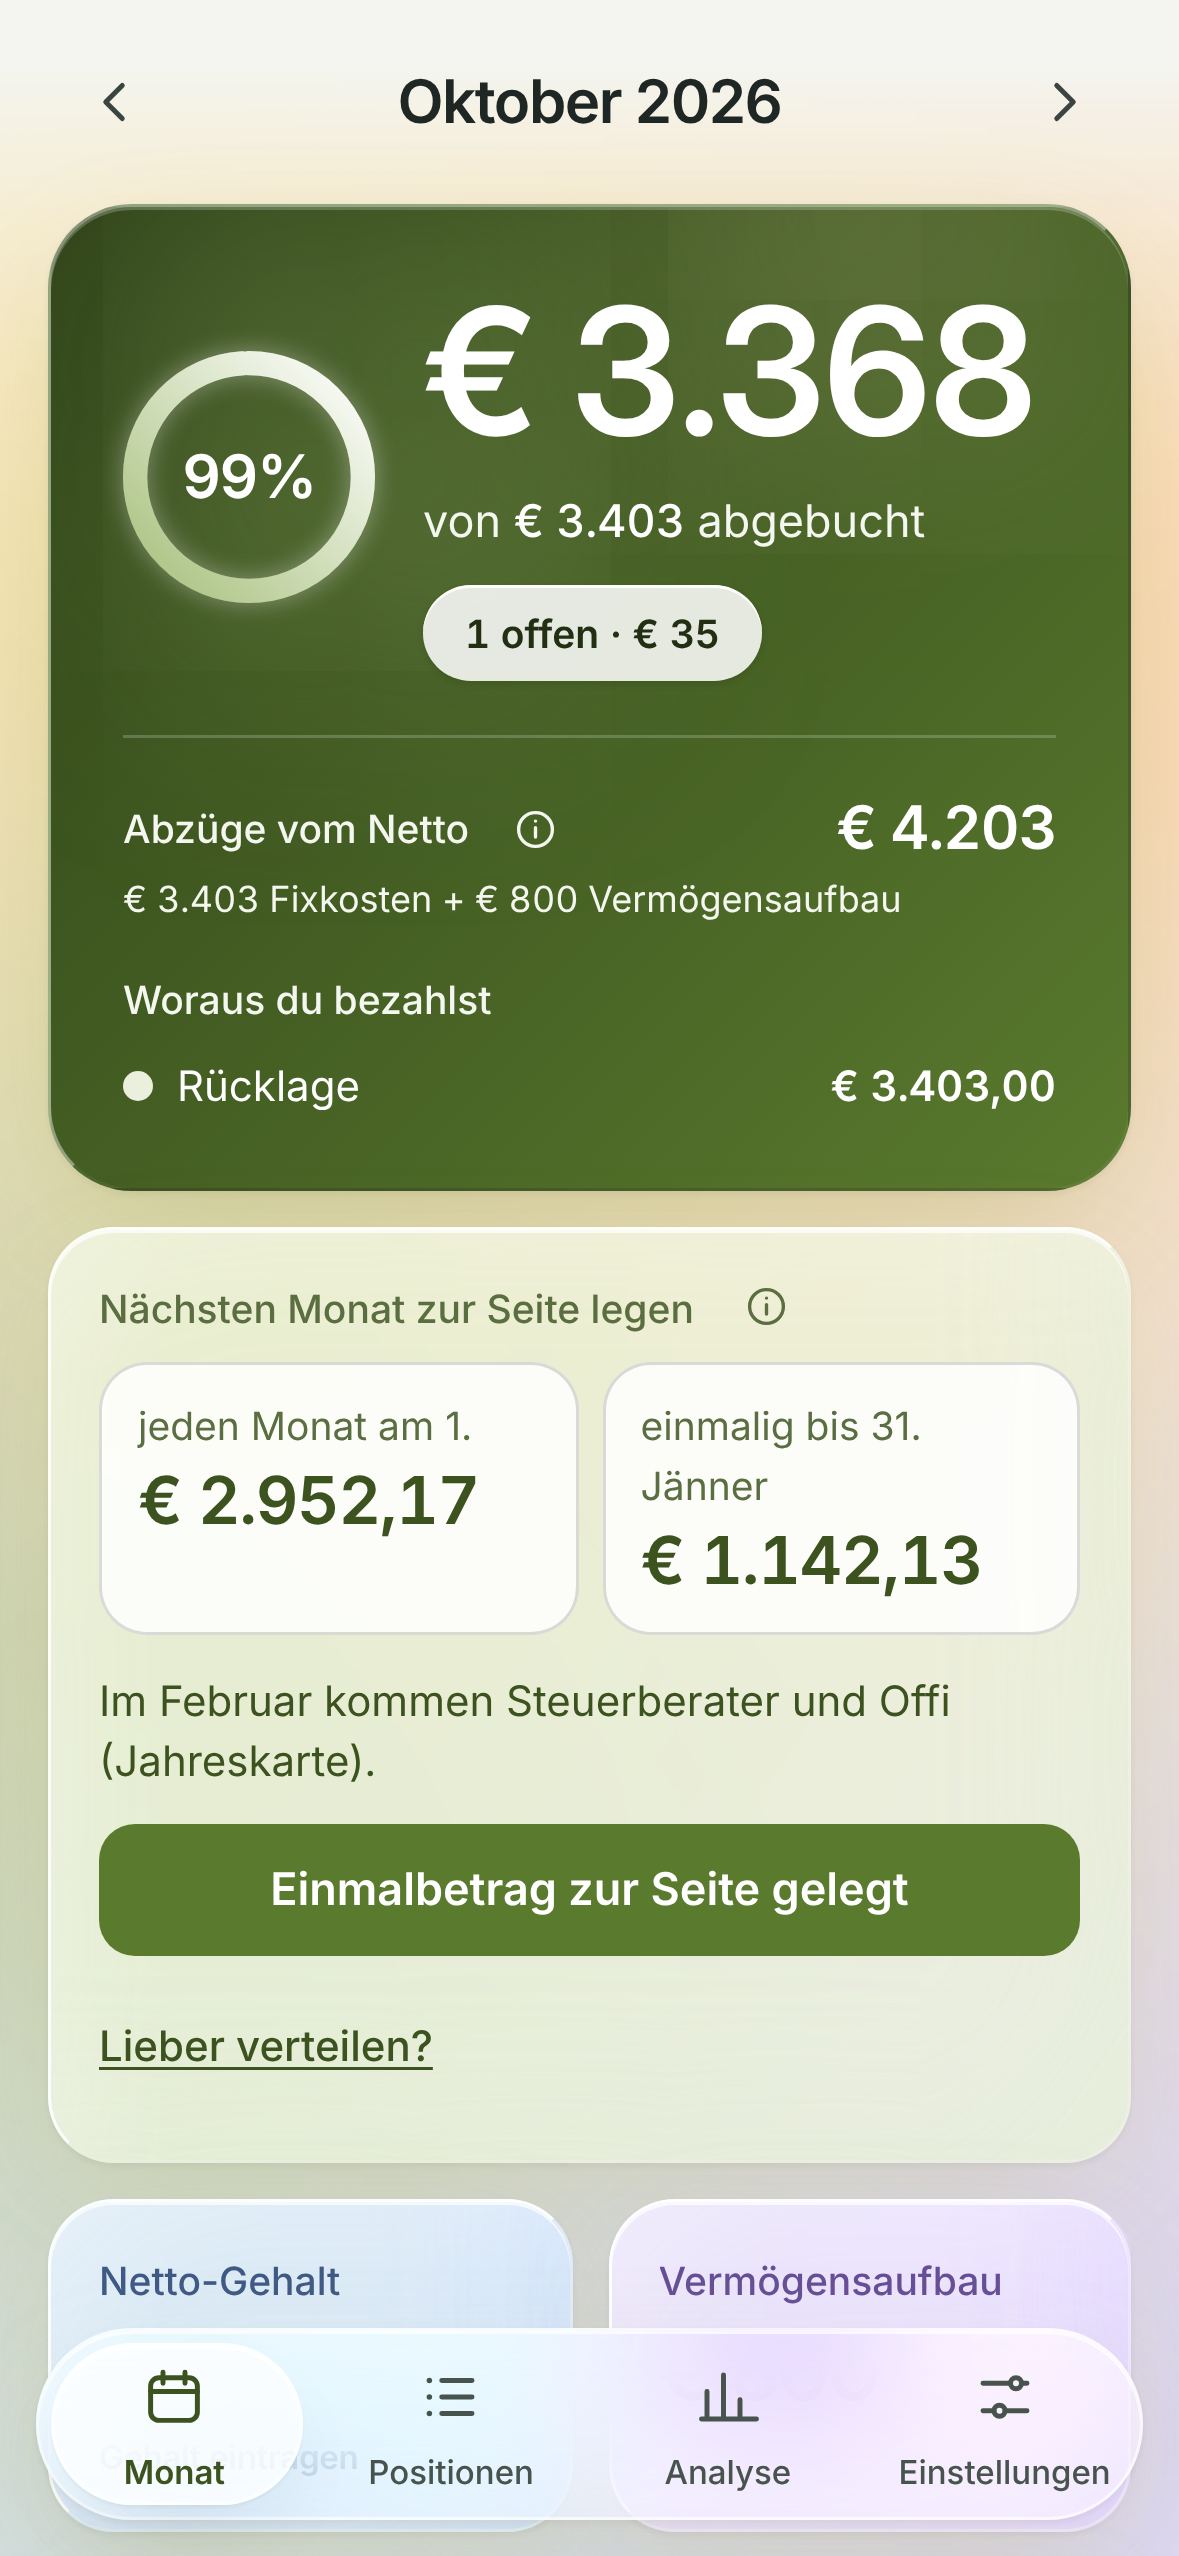 Oktober 2026
€ 3.368
99%
von € 3.403 abgebucht
1 offen · € 35
Abzüge vom Netto
€ 4.203
€ 3.403 Fixkosten + € 800 Vermögensaufbau
Woraus du bezahlst
Rücklage
€ 3.403,00
Nächsten Monat zur Seite legen
jeden Monat am 1.
€ 2.952,17
einmalig bis 31.
Jänner
€ 1.142,13
Im Februar kommen Steuerberater und Offi
(Jahreskarte).
Einmalbetrag zur Seite gelegt
Lieber verteilen?
Netto-Gehalt
Vermögensaufbau
Gehalt eintragen
Monat
Positionen
Analyse
Einstellungen